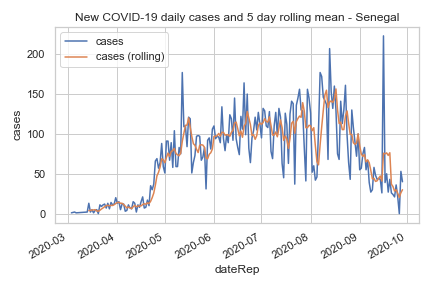 New COVID-19 daily cases and 5 day rolling mean - Senegal
cases
cases (rolling)
200
150
100
50
0
cases
2020-03
2020-04
2020-05
2020-06
2020-07
2020-08
2020-09
2020-10
dateRep